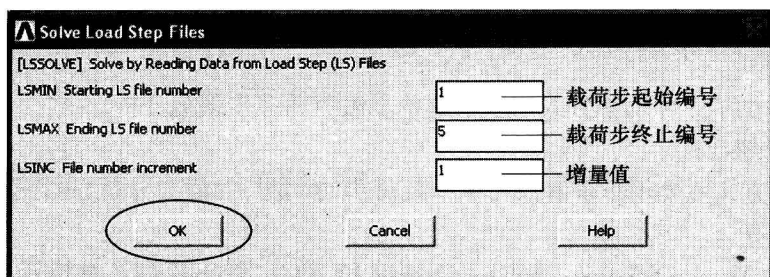 Solve Load Step Files
[LSSOLVE] Solve by Reading Data from Load Step (LS) Files
LSMIN Starting LS file number 1 载荷步起始编号
LSMAX Ending LS file number 5 载荷步终止编号
LSINC File number increment 1 增量值
OK Cancel Help